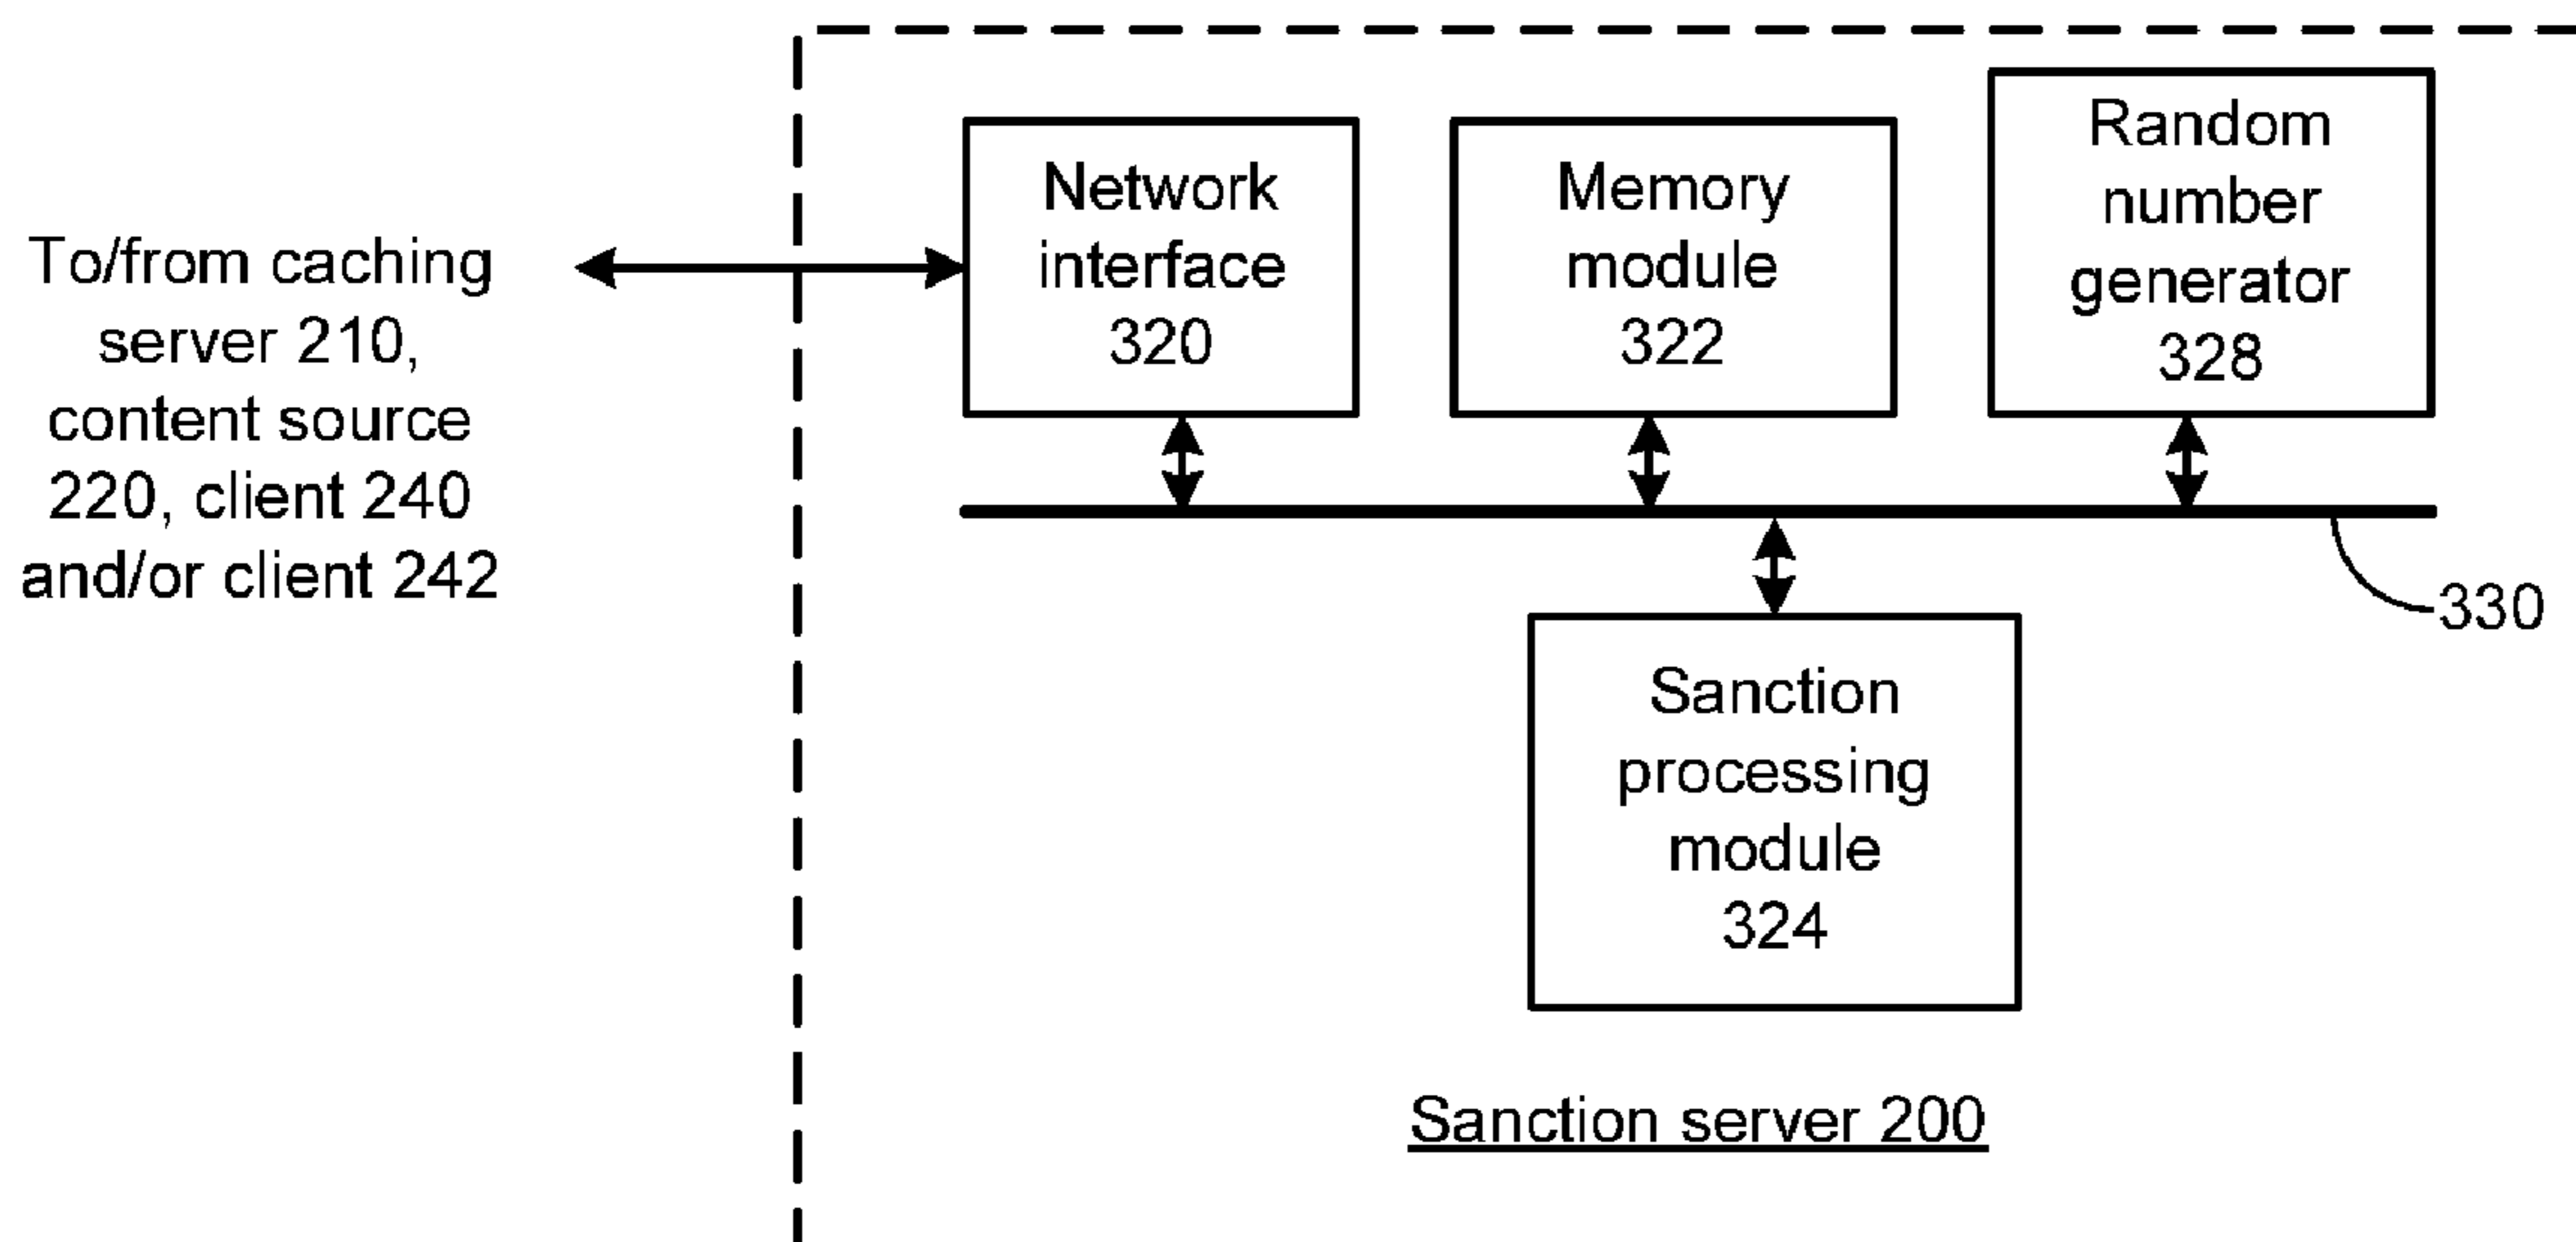 To/from caching
server 210,
content source
220, client 240
and/or client 242
Network
interface
320
Memory
module
322
Random
number
generator
328
330
Sanction
processing
module
324
Sanction server 200